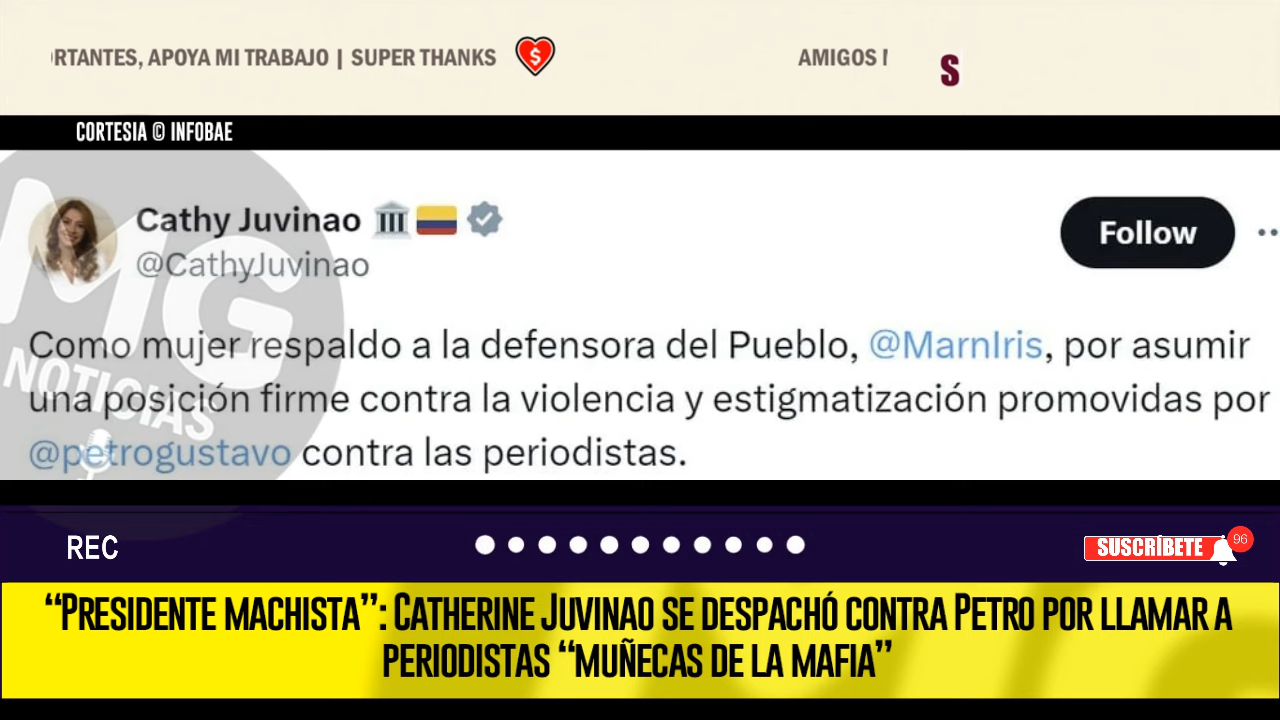 RTANTES, APOYA MI TRABAJO | SUPER THANKS $ AMIGOS S
CORTESIA © INFOBAE
Cathy Juvinao
@CathyJuvinao
Follow
Como mujer respaldo a la defensora del Pueblo, @MarnIris, por asumir
una posición firme contra la violencia y estigmatización promovidas por
@petrogustavo contra las periodistas.
MG
NOTICIAS
REC
SUSCRÍBETE 96
“PRESIDENTE MACHISTA”: CATHERINE JUVINAO SE DESPACHÓ CONTRA PETRO POR LLAMAR A
PERIODISTAS “MUÑECAS DE LA MAFIA”